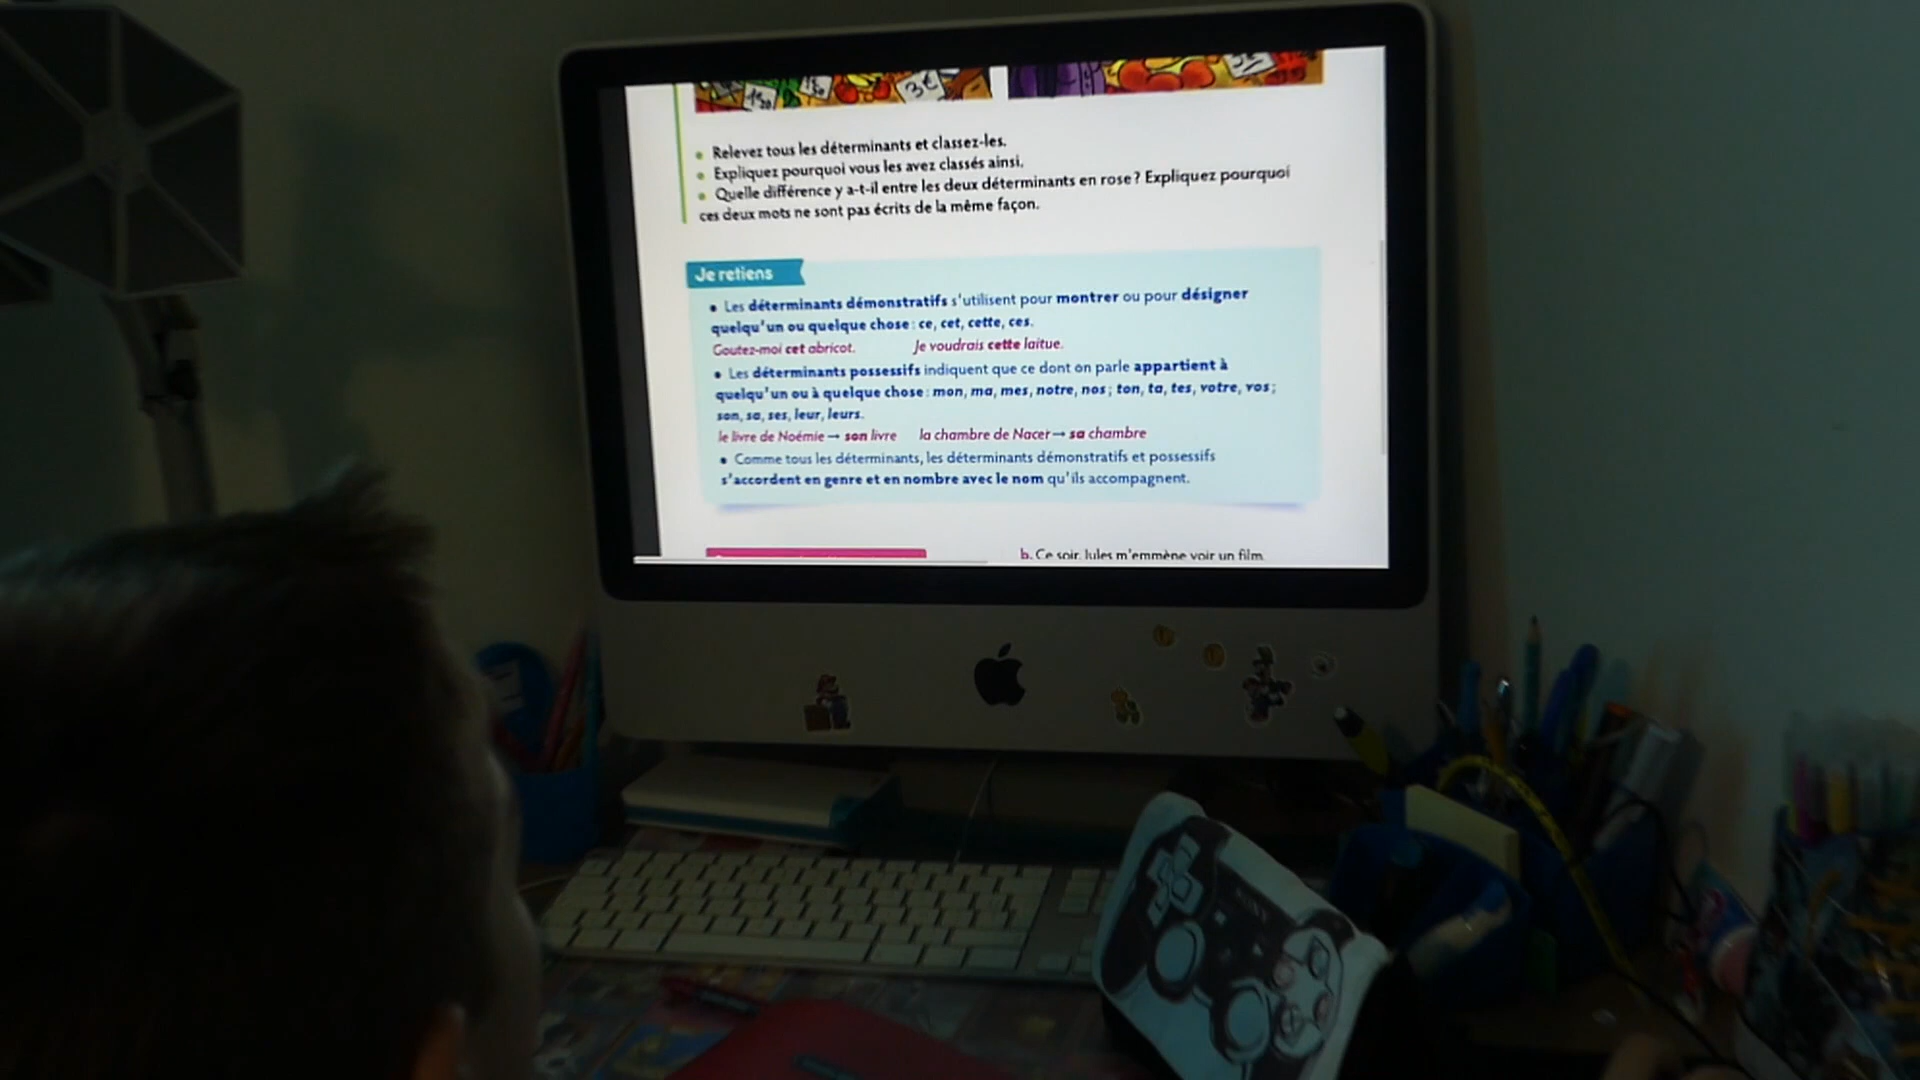 3€
• Relevez tous les déterminants et classez-les.
• Expliquez pourquoi vous les avez classés ainsi.
• Quelle différence y a-t-il entre les deux déterminants en rose ? Expliquez pourquoi
ces deux mots ne sont pas écrits de la même façon.
Je retiens
• Les déterminants démonstratifs s'utilisent pour montrer ou pour désigner
quelqu'un ou quelque chose : ce, cet, cette, ces.
Goutez-moi cet abricot. Je voudrais cette laitue.
• Les déterminants possessifs indiquent que ce dont on parle appartient à
quelqu'un ou à quelque chose : mon, ma, mes, notre, nos ; ton, ta, tes, votre, vos ;
son, sa, ses, leur, leurs.
le livre de Noémie → son livre la chambre de Nacer → sa chambre
• Comme tous les déterminants, les déterminants démonstratifs et possessifs
s'accordent en genre et en nombre avec le nom qu'ils accompagnent.
b. Ce soir, Jules m'emmène voir un film.
SONY